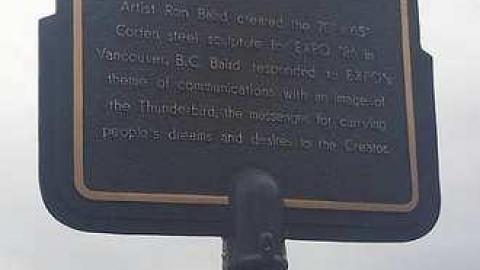 Artist Ron Baird created the
Corten steel sculpture for EXPO '86 in
Vancouver, B.C. Baird responded to EXPO's
theme of communications with an image of
the Thunderbird, the messenger for carrying
people's dreams and desires to the Creator.